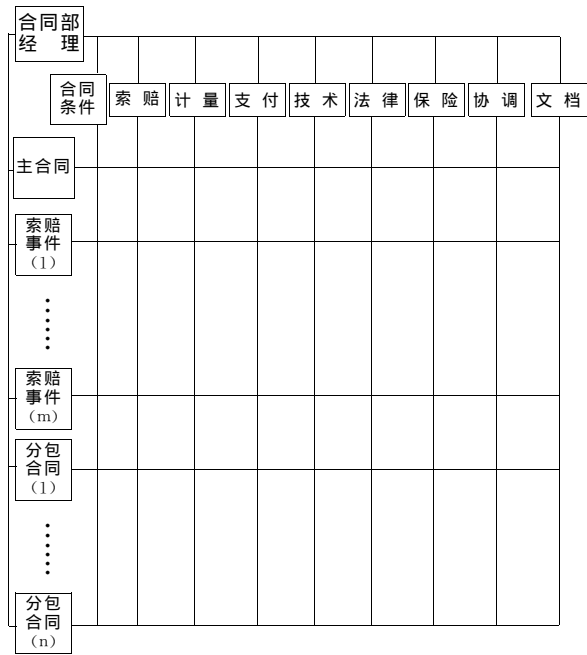 合同部
经 理
合同
条件
索 赔
计 量
支 付
技 术
法 律
保 险
协 调
文 档
主合同
索赔
事件
(1)
索赔
事件
(m)
分包
合同
(1)
分包
合同
(n)